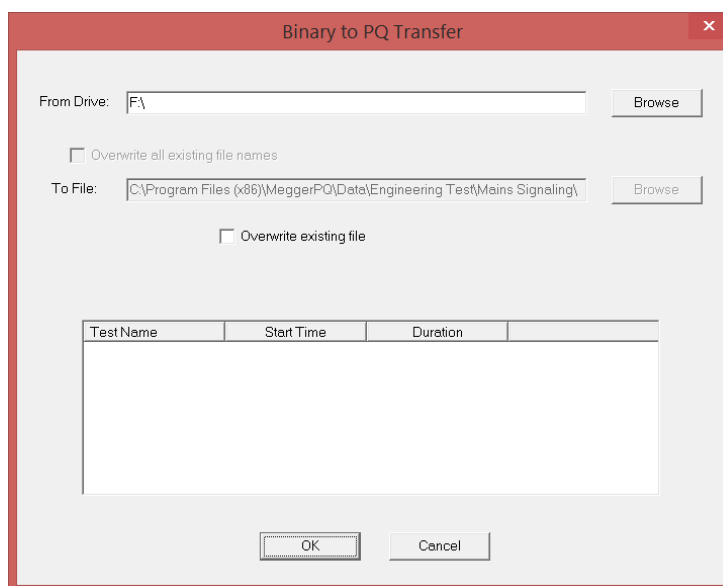 Binary to PQ Transfer
x
From Drive: F:\ Browse
Overwrite all existing file names
To File: C:\Program Files (x86)\MeggerPQ\Data\Engineering Test\Mains Signaling\ Browse
Overwrite existing file
Test Name Start Time Duration
OK Cancel